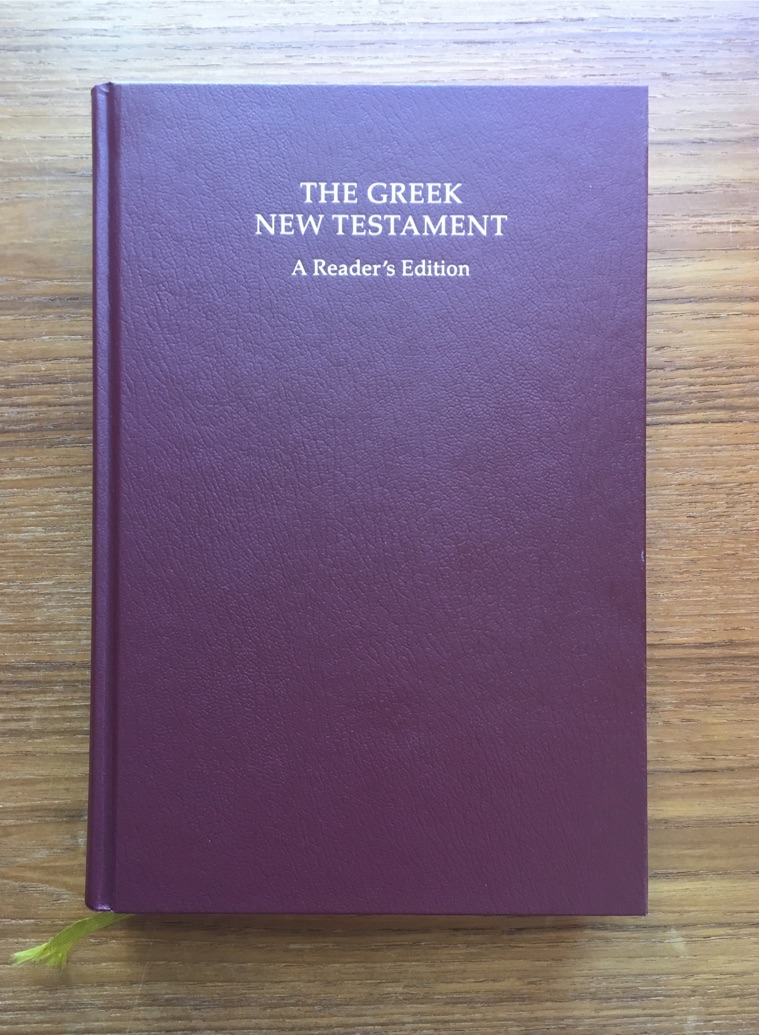 THE GREEK
NEW TESTAMENT
A Reader’s Edition